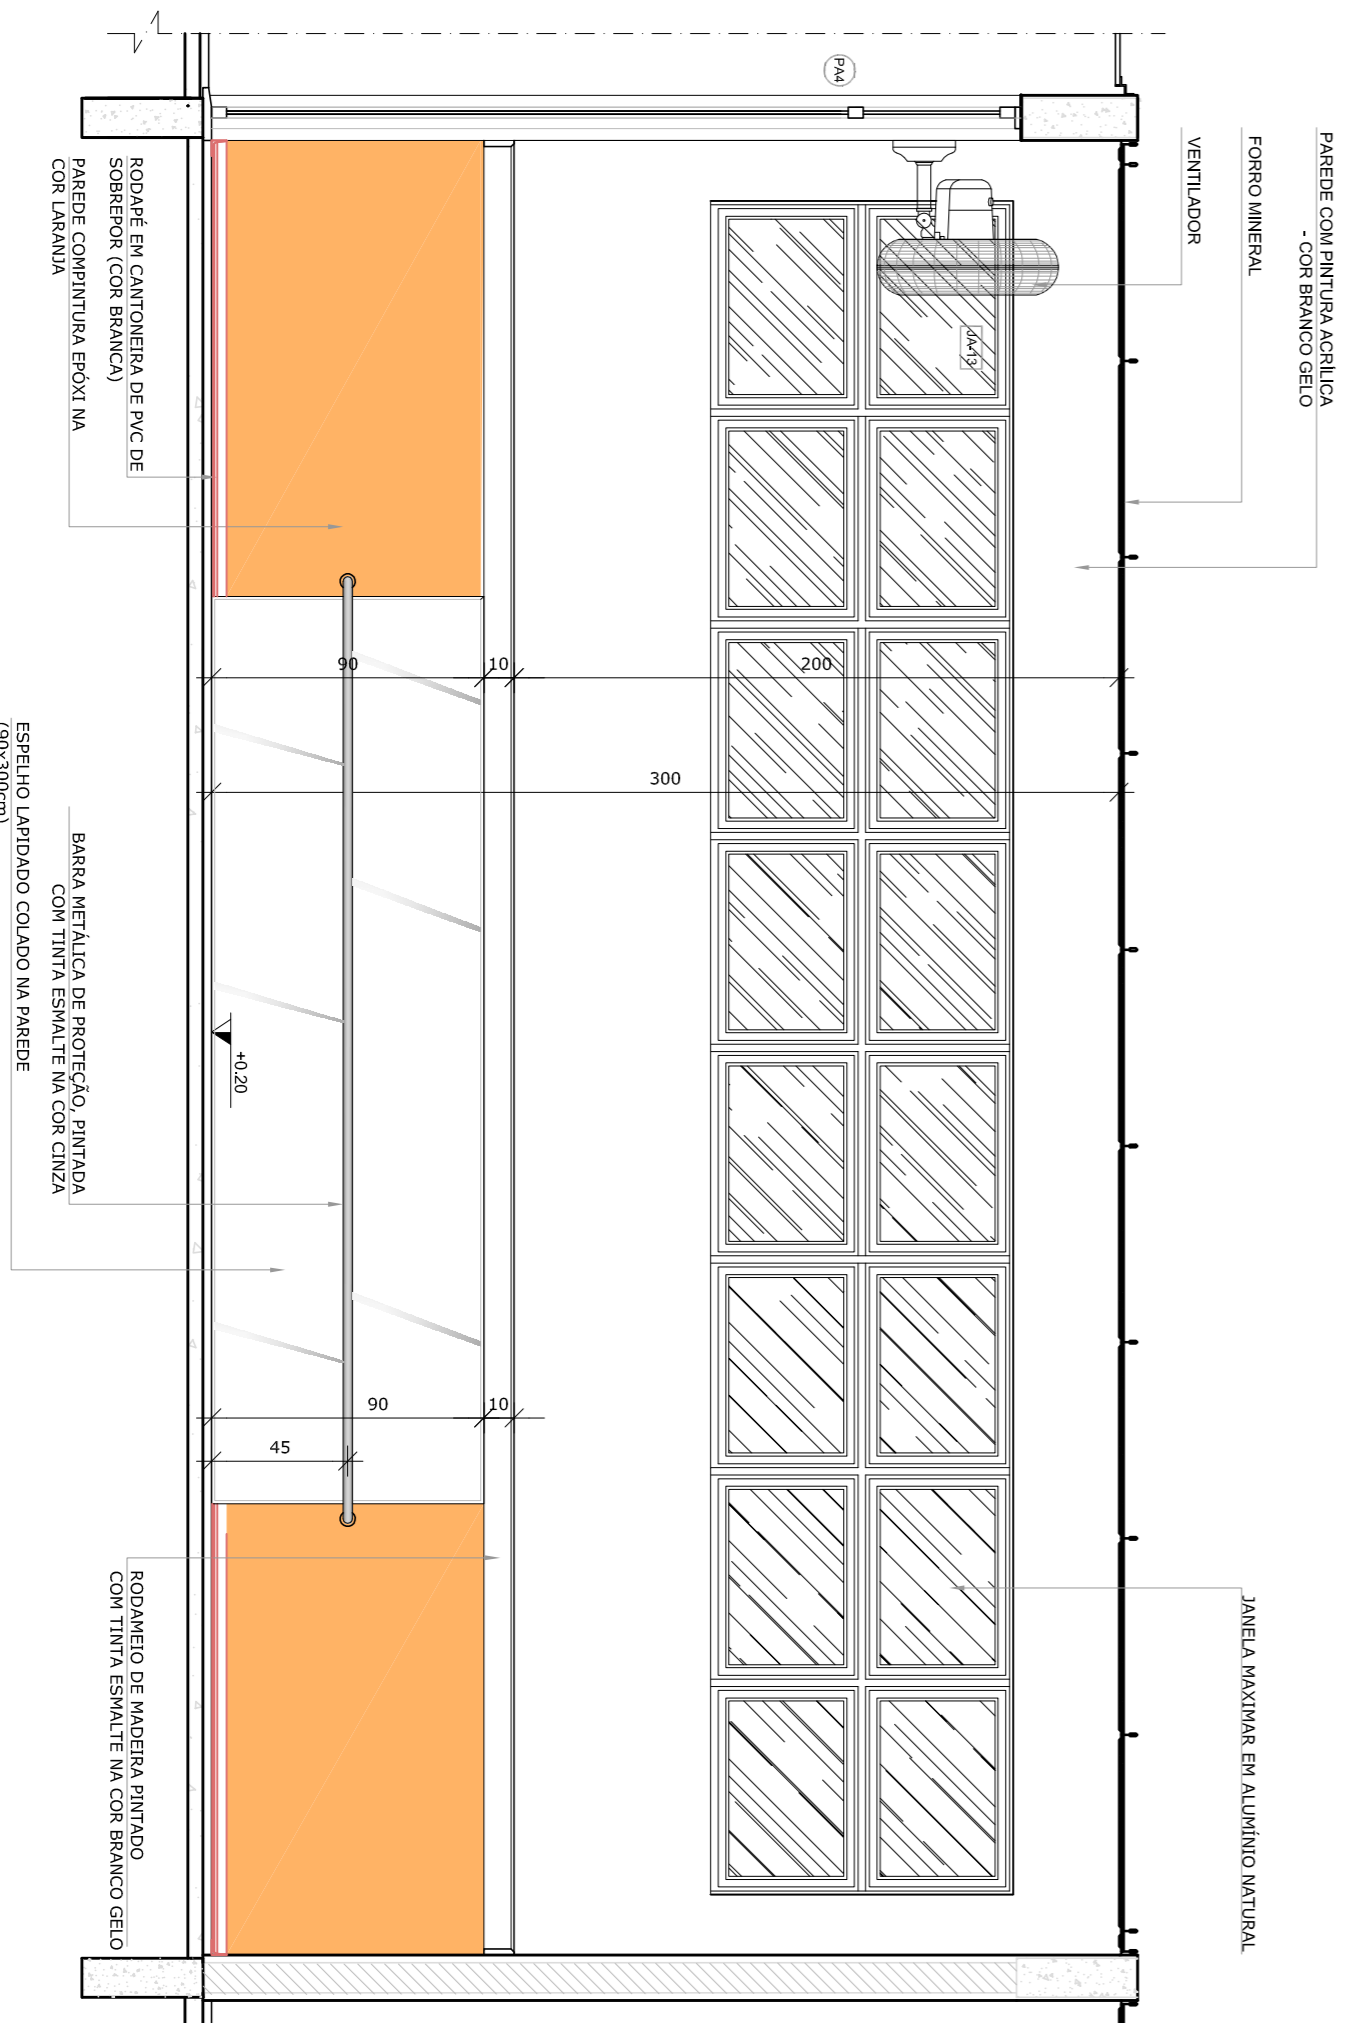 PA4
PAREDE COM PINTURA ACRÍLICA
- COR BRANCO GELO
FORRO MINERAL
VENTILADOR
JA-13
JANELA MAXIMAR EM ALUMÍNIO NATURAL
90
10
200
300
+0.20
90
10
45
RODAPÉ EM CANTONEIRA DE PVC DE
SOBREPOR (COR BRANCA)
PAREDE COMPINTURA EPÓXI NA
COR LARANJA
BARRA METÁLICA DE PROTEÇÃO, PINTADA
COM TINTA ESMALTE NA COR CINZA
ESPELHO LAPIDADO COLADO NA PAREDE
(90x300cm)
RODAMEIO DE MADEIRA PINTADO
COM TINTA ESMALTE NA COR BRANCO GELO